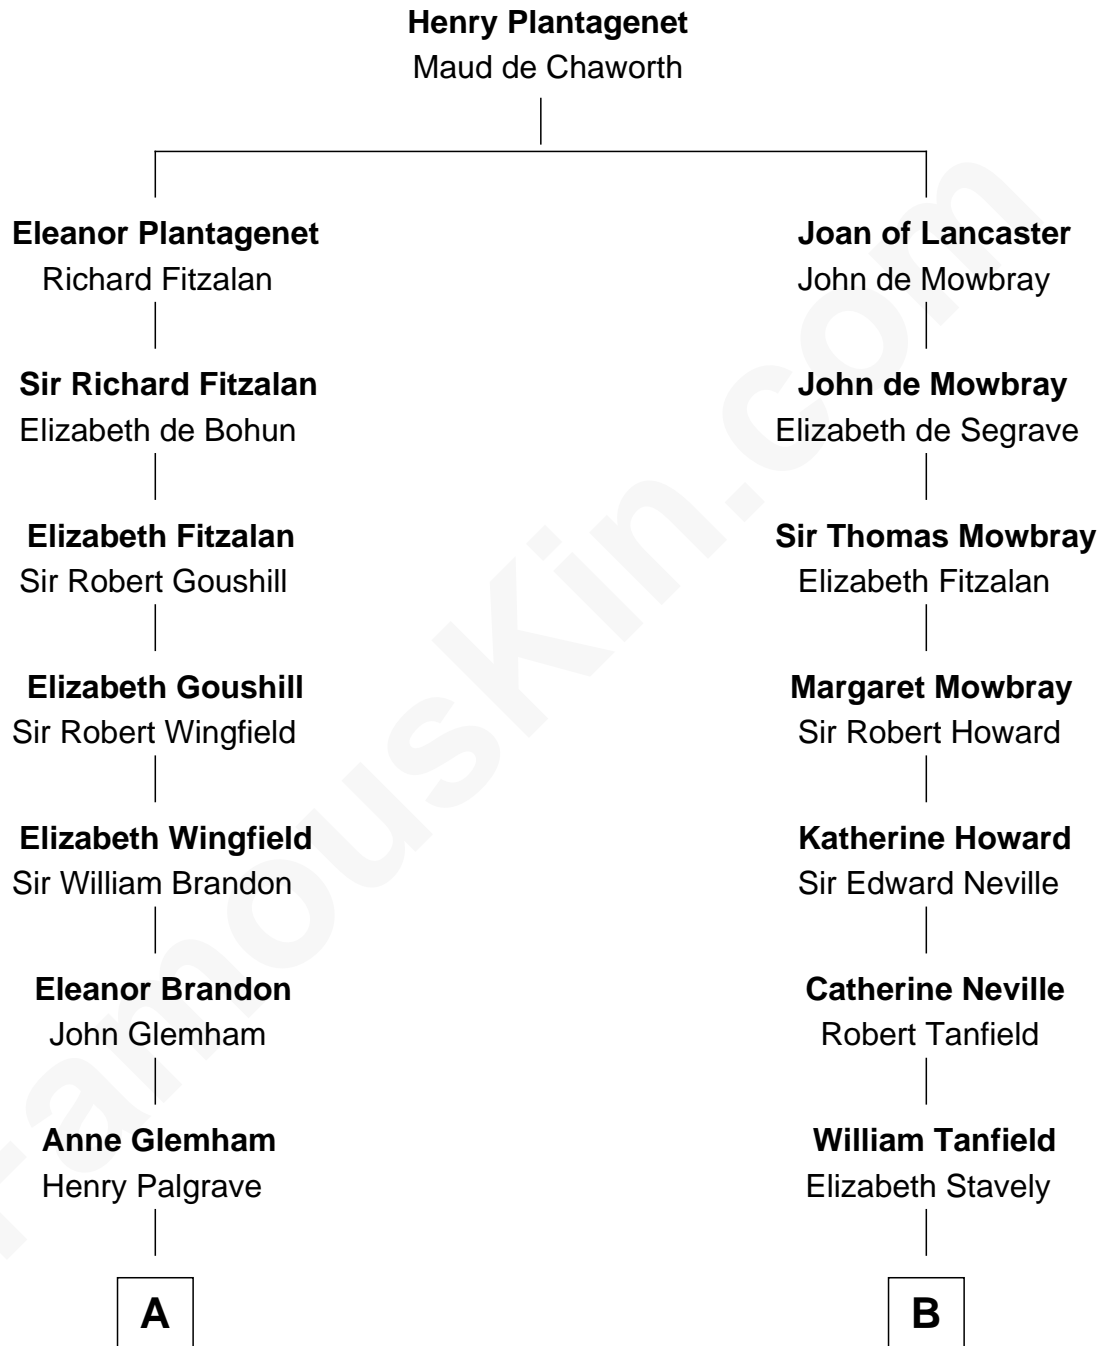 Henry Plantagenet
Maud de Chaworth
Eleanor Plantagenet
Richard Fitzalan
Joan of Lancaster
John de Mowbray
Sir Richard Fitzalan
Elizabeth de Bohun
John de Mowbray
Elizabeth de Segrave
Elizabeth Fitzalan
Sir Robert Goushill
Sir Thomas Mowbray
Elizabeth Fitzalan
Elizabeth Goushill
Sir Robert Wingfield
Margaret Mowbray
Sir Robert Howard
Elizabeth Wingfield
Sir William Brandon
Katherine Howard
Sir Edward Neville
Eleanor Brandon
John Glemham
Catherine Neville
Robert Tanfield
Anne Glemham
Henry Palgrave
William Tanfield
Elizabeth Stavely
A
B
FamousKin.com